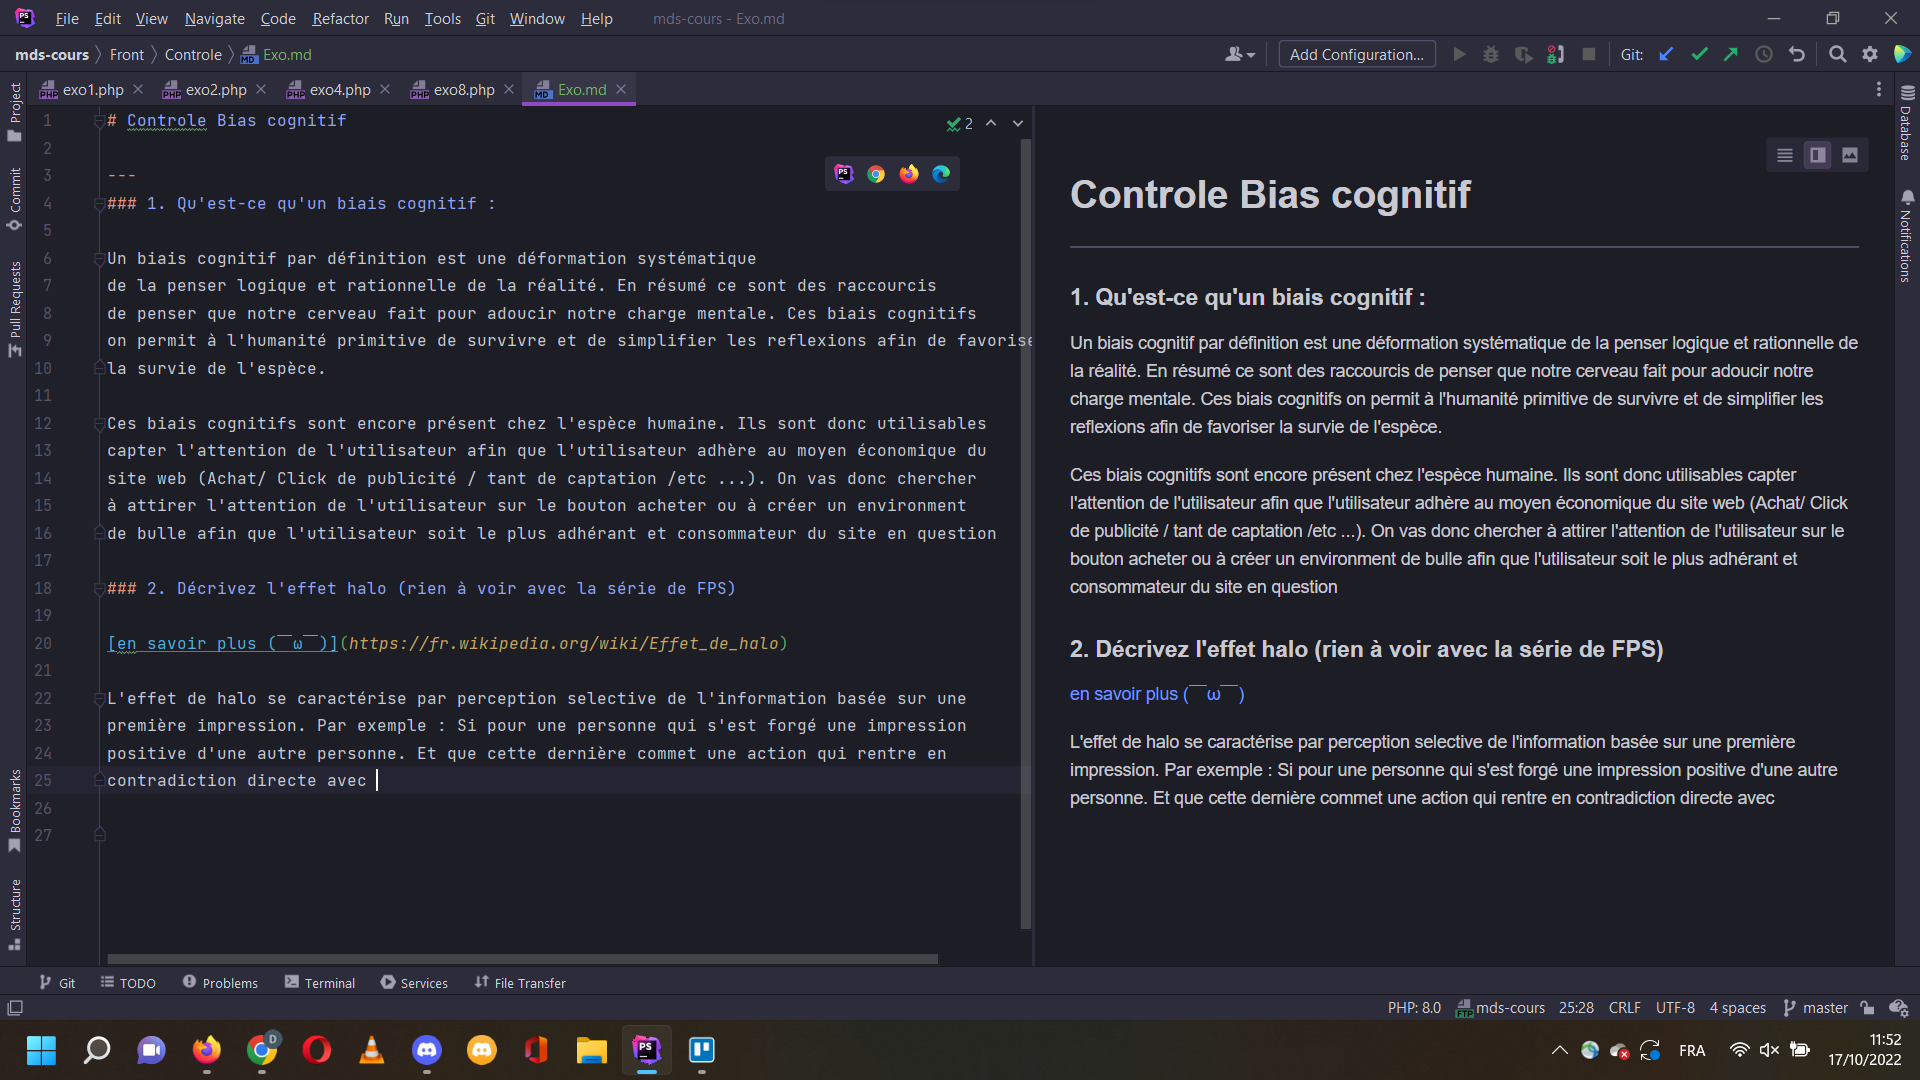 File Edit View Navigate Code Refactor Run Tools Git Window Help mds-cours - Exo.md
mds-cours Front Controle Exo.md Add Configuration... Git:
exo1.php exo2.php exo4.php exo8.php Exo.md
Project
Commit
Pull Requests
Bookmarks
Structure
1 # Controle Bias cognitif 2
2
3 ---
4 ### 1. Qu'est-ce qu'un biais cognitif :
5
6 Un biais cognitif par définition est une déformation systématique
7 de la penser logique et rationnelle de la réalité. En résumé ce sont des raccourcis
8 de penser que notre cerveau fait pour adoucir notre charge mentale. Ces biais cognitifs
9 on permit à l'humanité primitive de survivre et de simplifier les reflexions afin de favorise
10 la survie de l'espèce.
11
12 Ces biais cognitifs sont encore présent chez l'espèce humaine. Ils sont donc utilisables
13 capter l'attention de l'utilisateur afin que l'utilisateur adhère au moyen économique du
14 site web (Achat/ Click de publicité / tant de captation /etc ...). On vas donc chercher
15 à attirer l'attention de l'utilisateur sur le bouton acheter ou à créer un environment
16 de bulle afin que l'utilisateur soit le plus adhérant et consommateur du site en question
17
18 ### 2. Décrivez l'effet halo (rien à voir avec la série de FPS)
19
20 [en savoir plus (￣ω￣)](https://fr.wikipedia.org/wiki/Effet_de_halo)
21
22 L'effet de halo se caractérise par perception selective de l'information basée sur une
23 première impression. Par exemple : Si pour une personne qui s'est forgé une impression
24 positive d'une autre personne. Et que cette dernière commet une action qui rentre en
25 contradiction directe avec
26
27
Controle Bias cognitif
1. Qu'est-ce qu'un biais cognitif :
Un biais cognitif par définition est une déformation systématique de la penser logique et rationnelle de
la réalité. En résumé ce sont des raccourcis de penser que notre cerveau fait pour adoucir notre
charge mentale. Ces biais cognitifs on permit à l'humanité primitive de survivre et de simplifier les
reflexions afin de favoriser la survie de l'espèce.
Ces biais cognitifs sont encore présent chez l'espèce humaine. Ils sont donc utilisables capter
l'attention de l'utilisateur afin que l'utilisateur adhère au moyen économique du site web (Achat/ Click
de publicité / tant de captation /etc ...). On vas donc chercher à attirer l'attention de l'utilisateur sur le
bouton acheter ou à créer un environment de bulle afin que l'utilisateur soit le plus adhérant et
consommateur du site en question
2. Décrivez l'effet halo (rien à voir avec la série de FPS)
en savoir plus (￣ω￣)
L'effet de halo se caractérise par perception selective de l'information basée sur une première
impression. Par exemple : Si pour une personne qui s'est forgé une impression positive d'une autre
personne. Et que cette dernière commet une action qui rentre en contradiction directe avec
Database
Notifications
Git TODO Problems Terminal Services File Transfer
PHP: 8.0 mds-cours 25:28 CRLF UTF-8 4 spaces master
FRA 11:52
17/10/2022